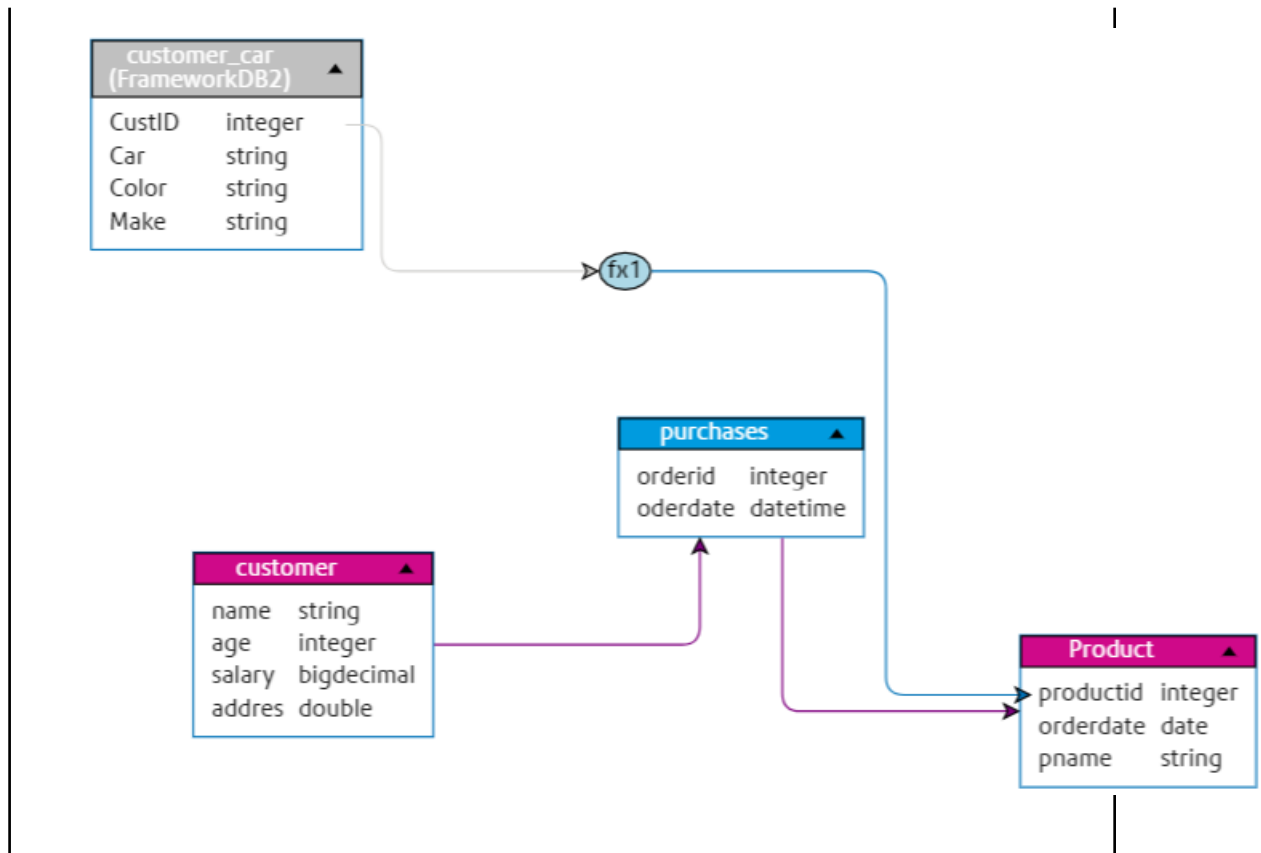 customer_car
(FrameworkDB2)
CustID integer
Car string
Color string
Make string
fx1
purchases
orderid integer
oderdate datetime
customer
name string
age integer
salary bigdecimal
addres double
Product
productid integer
orderdate date
pname string